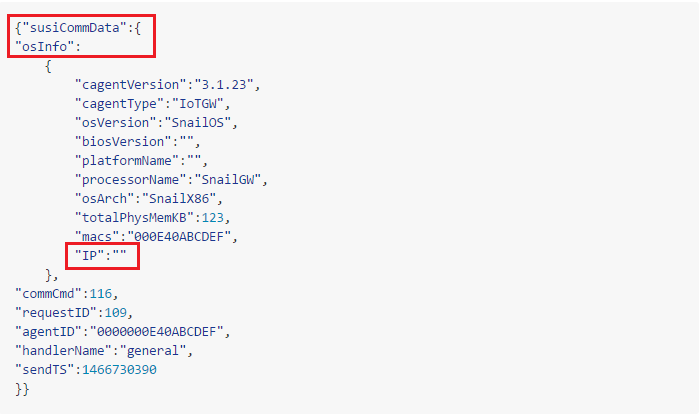 {"susiCommData":{
"osInfo":
{
"cagentVersion":"3.1.23",
"cagentType":"IoTGW",
"osVersion":"SnailOS",
"biosVersion":"",
"platformName":"",
"processorName":"SnailGW",
"osArch":"SnailX86",
"totalPhysMemKB":123,
"macs":"000E40ABCDEF",
"IP":""
},
"commCmd":116,
"requestID":109,
"agentID":"0000000E40ABCDEF",
"handlerName":"general",
"sendTS":1466730390
}}